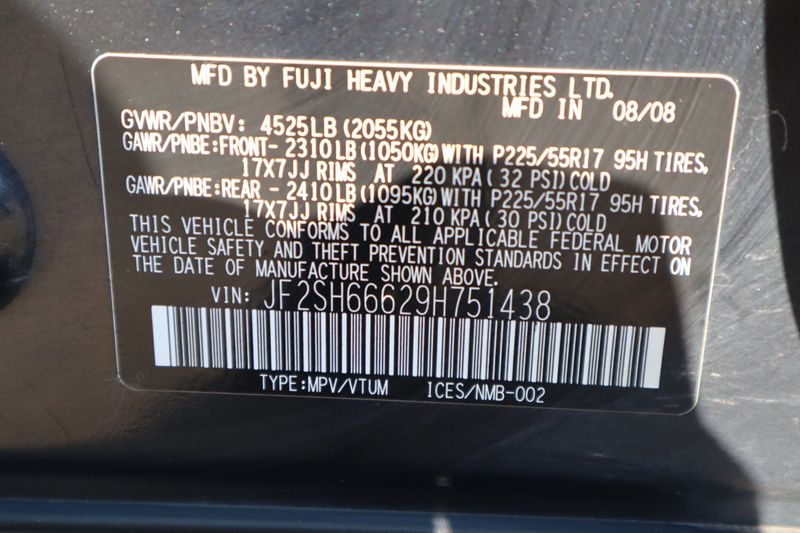 MFD BY FUJI HEAVY INDUSTRIES LTD.
MFD IN 08/08
GVWR/PNBV: 4525LB(2055KG)
GAWR/PNBE:FRONT- 2310LB(1050KG)WITH P225/55R17 95H TIRES,
17X7JJ RIMS AT 220 KPA( 32 PSI)COLD
GAWR/PNBE:REAR - 2410LB(1095KG)WITH P225/55R17 95H TIRES,
17X7JJ RIMS AT 210 KPA( 30 PSI)COLD
THIS VEHICLE CONFORMS TO ALL APPLICABLE FEDERAL MOTOR
VEHICLE SAFETY AND THEFT PREVENTION STANDARDS IN EFFECT ON
THE DATE OF MANUFACTURE SHOWN ABOVE.
VIN: JF2SH66629H751438
TYPE:MPV/VTUM ICES/NMB-002